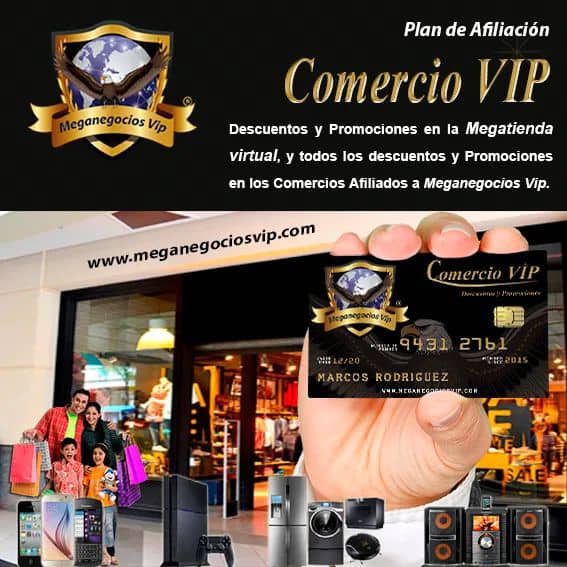 Plan de Afiliación
Comercio VIP
Meganegocios Vip
®
Descuentos y Promociones en la Megatienda
virtual, y todos los descuentos y Promociones
en los Comercios Afiliados a Meganegocios Vip.
www.meganegociosvip.com
Comercio VIP
Descuentos y Promociones
Meganegocios Vip
®
9431 2761
12/20
2015
MARCOS RODRIGUEZ
WWW.MEGANEGOCIOSVIP.COM
SALE